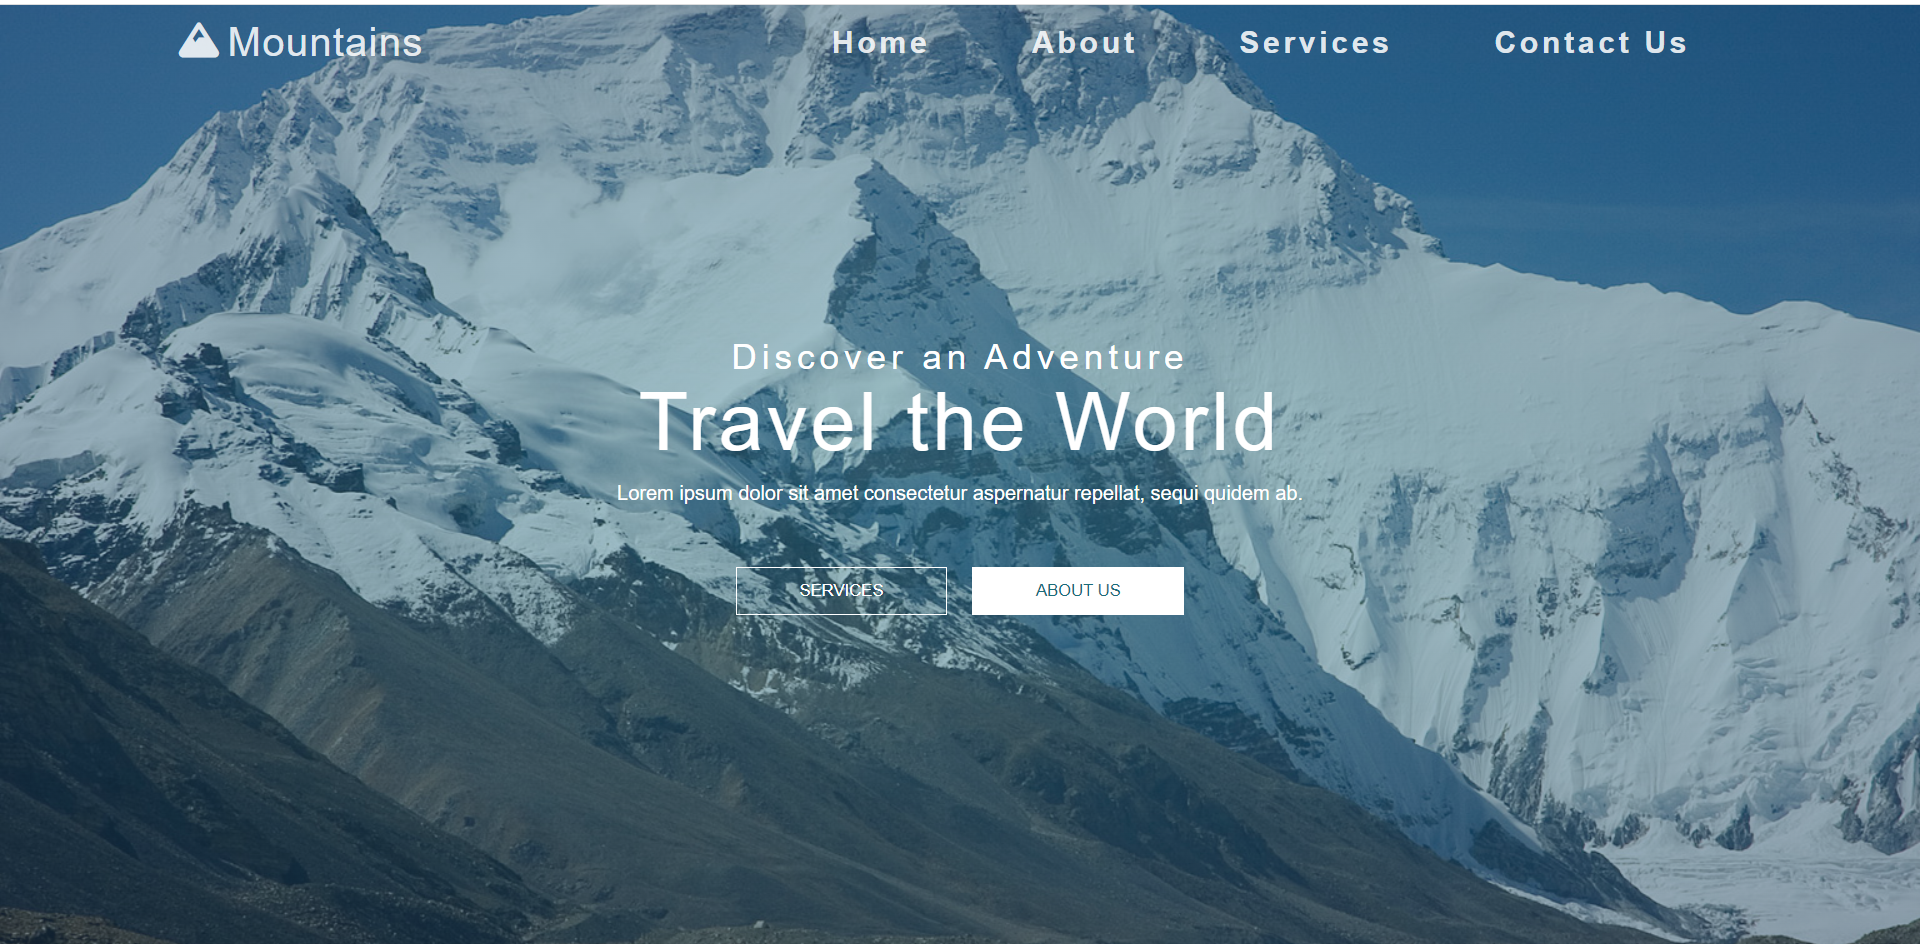 Mountains
Home About Services Contact Us
Discover an Adventure
Travel the World
Lorem ipsum dolor sit amet consectetur aspernatur repellat, sequi quidem ab.
SERVICES ABOUT US